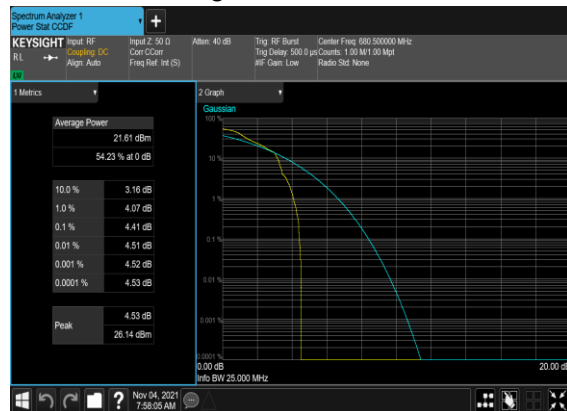 Spectrum Analyzer 1
Power Stat CCDF
KEYSIGHT
RL
Input: RF
Coupling: DC
Align: Auto
Input Z: 50 Ω
Corr CCorr
Freq Ref: Int (S)
Atten: 40 dB
Trig: RF Burst
Trig Delay: 500.0 µs
#IF Gain: Low
Center Freq: 680.500000 MHz
Counts: 1.00 M/1.00 Mpt
Radio Std: None
1 Metrics
Average Power
21.61 dBm
54.23 % at 0 dB
10.0 % 3.16 dB
1.0 % 4.07 dB
0.1 % 4.41 dB
0.01 % 4.51 dB
0.001 % 4.52 dB
0.0001 % 4.53 dB
Peak
4.53 dB
26.14 dBm
2 Graph
Gaussian
100 %
10 %
1 %
0.1 %
0.01 %
0.001 %
0.0001 %
0.00 dB
20.00 dB
Info BW 25.000 MHz
?
Nov 04, 2021
7:58:05 AM